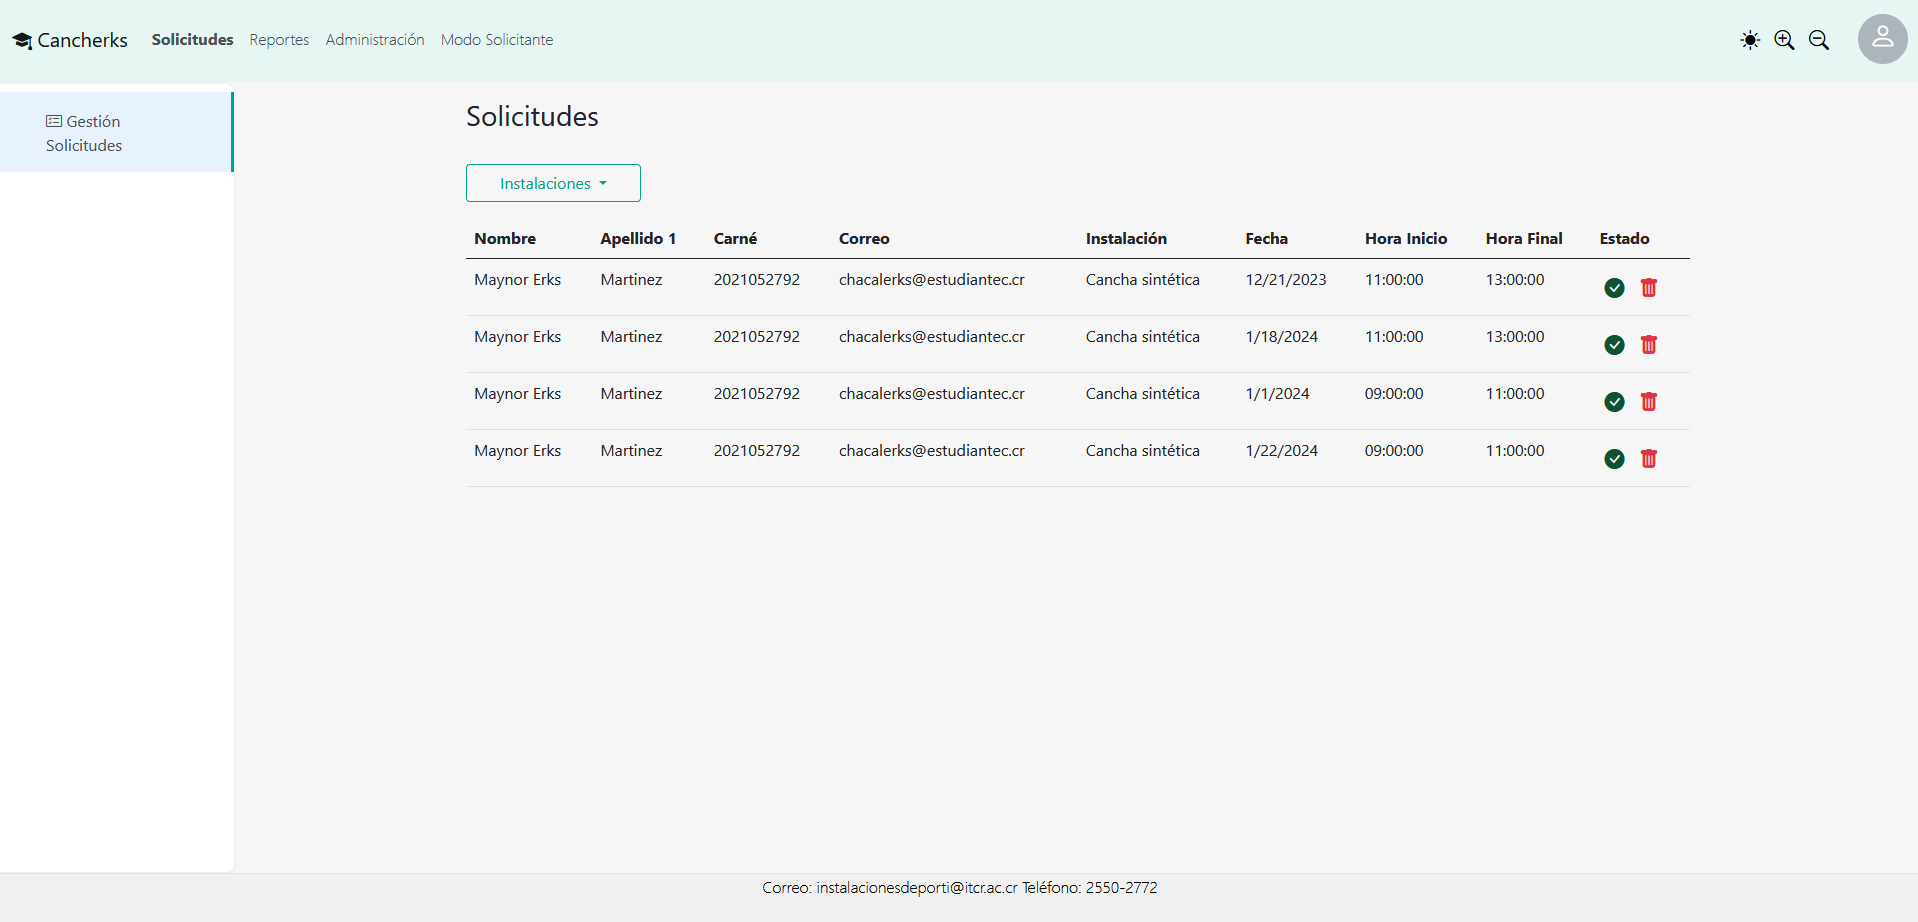 Cancherks Solicitudes Reportes Administración Modo Solicitante
Gestión
Solicitudes
Solicitudes
Instalaciones
Nombre Apellido 1 Carné Correo Instalación Fecha Hora Inicio Hora Final Estado
Maynor Erks Martinez 2021052792 chacalerks@estudiantec.cr Cancha sintética 12/21/2023 11:00:00 13:00:00
Maynor Erks Martinez 2021052792 chacalerks@estudiantec.cr Cancha sintética 1/18/2024 11:00:00 13:00:00
Maynor Erks Martinez 2021052792 chacalerks@estudiantec.cr Cancha sintética 1/1/2024 09:00:00 11:00:00
Maynor Erks Martinez 2021052792 chacalerks@estudiantec.cr Cancha sintética 1/22/2024 09:00:00 11:00:00
Correo: instalacionesdeporti@itcr.ac.cr Teléfono: 2550-2772